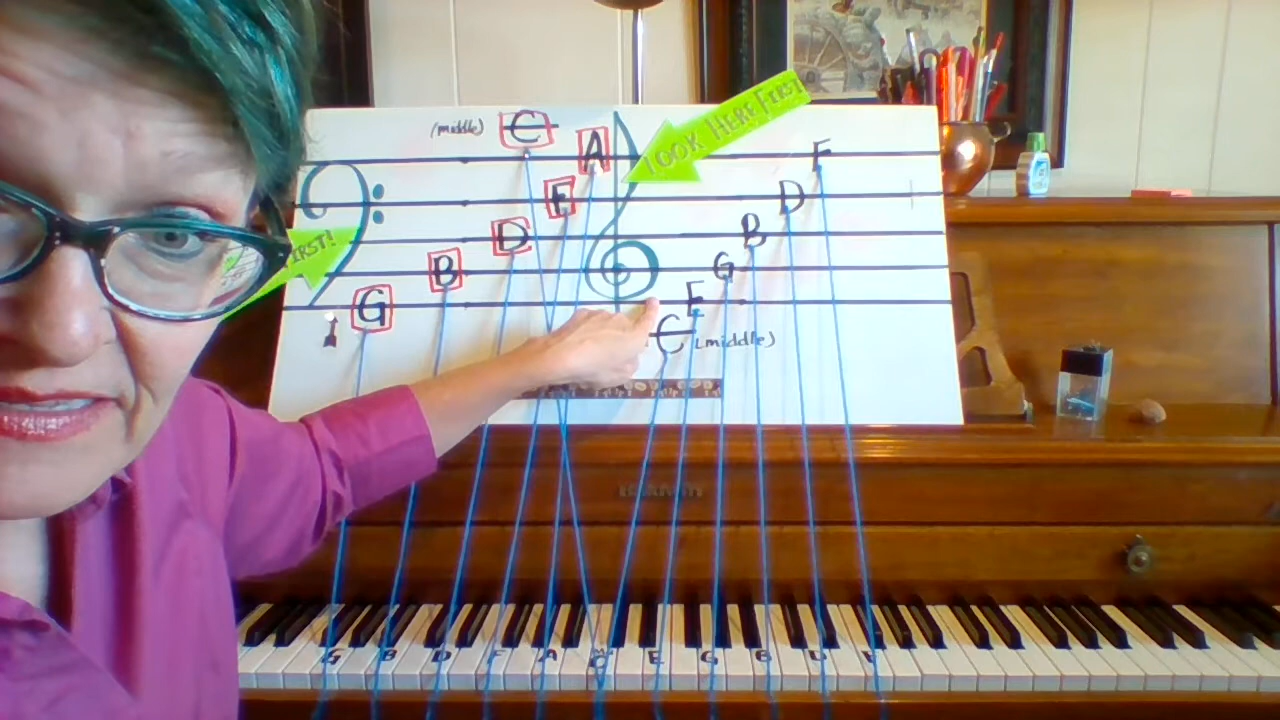 (middle) C
A
LOOK HERE FIRST
F
F
D
D
B
FIRST!
B
G
G
E
C (middle)
G B D F A C E G B D F